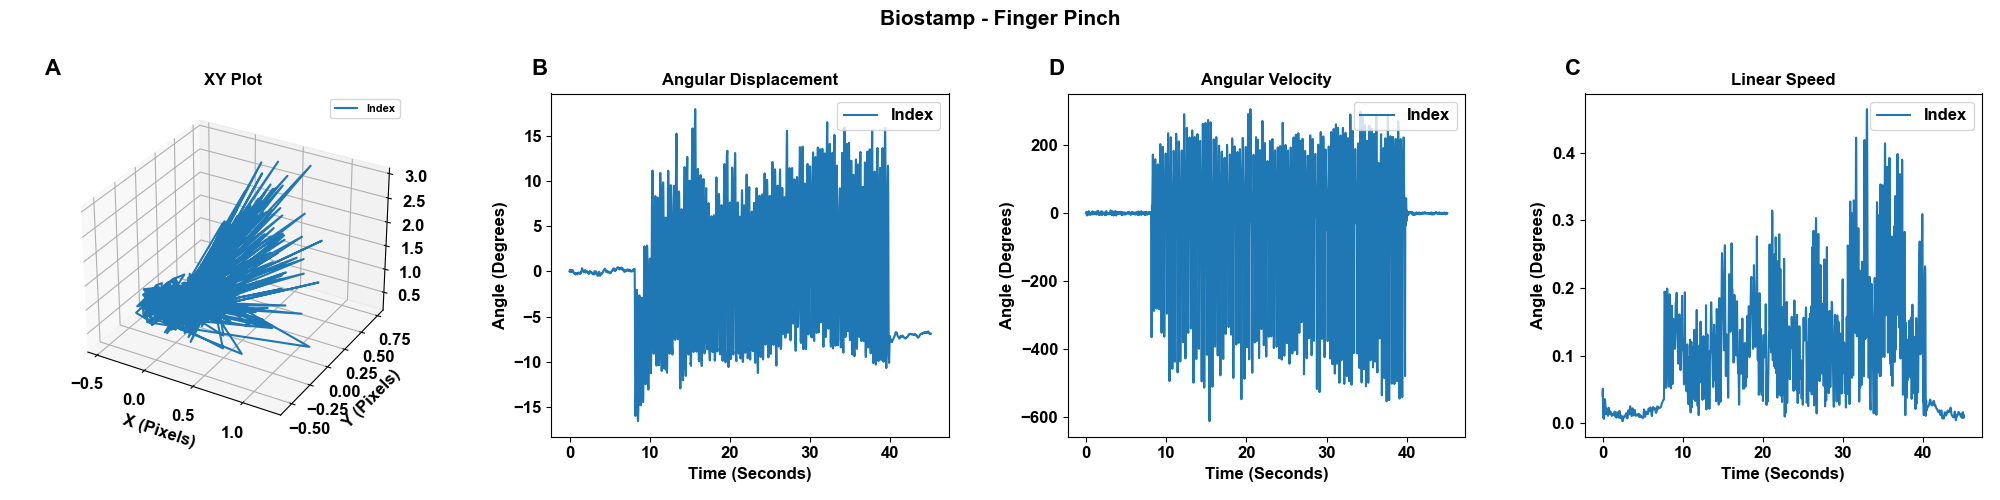 Biostamp - Finger Pinch
A
XY Plot
Index
3.0
2.5
2.0
1.5
1.0
0.5
−0.5
0.0
0.5
1.0
X (Pixels)
0.75
0.50
0.25
0.00
−0.25
−0.50
Y (Pixels)
B
Angular Displacement
Index
Angle (Degrees)
15
10
5
0
−5
−10
−15
0 10 20 30 40
Time (Seconds)
D
Angular Velocity
Index
Angle (Degrees)
200
0
−200
−400
−600
0 10 20 30 40
Time (Seconds)
C
Linear Speed
Index
Angle (Degrees)
0.4
0.3
0.2
0.1
0.0
0 10 20 30 40
Time (Seconds)